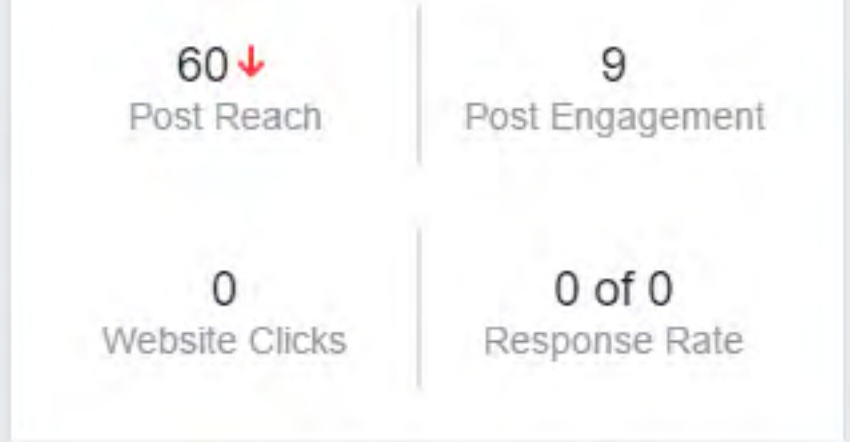 60↓ 9
Post Reach Post Engagement
0 0 of 0
Website Clicks Response Rate